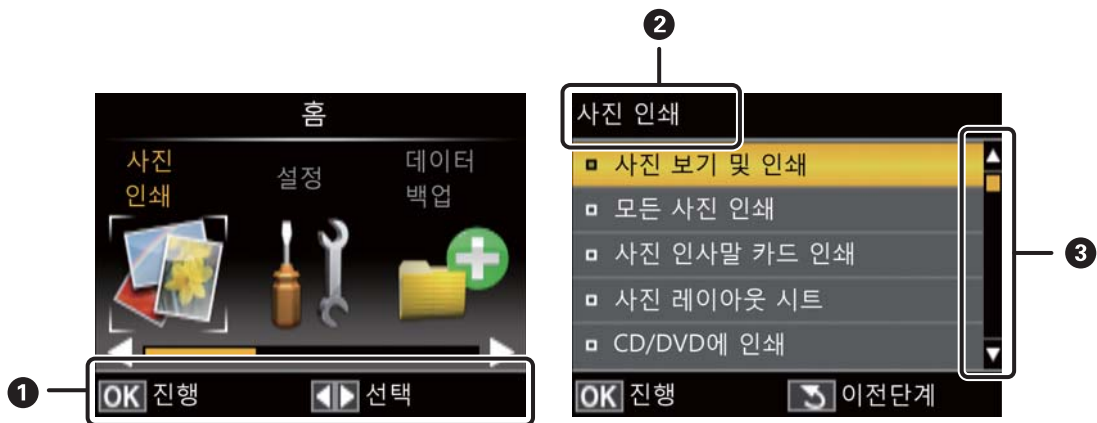 ❷
홈
사진 인쇄
설정
데이터 백업
OK 진행 ◀▶ 선택
❶
사진 인쇄
사진 보기 및 인쇄
모든 사진 인쇄
사진 인사말 카드 인쇄
사진 레이아웃 시트
CD/DVD에 인쇄
OK 진행 이전단계
❸